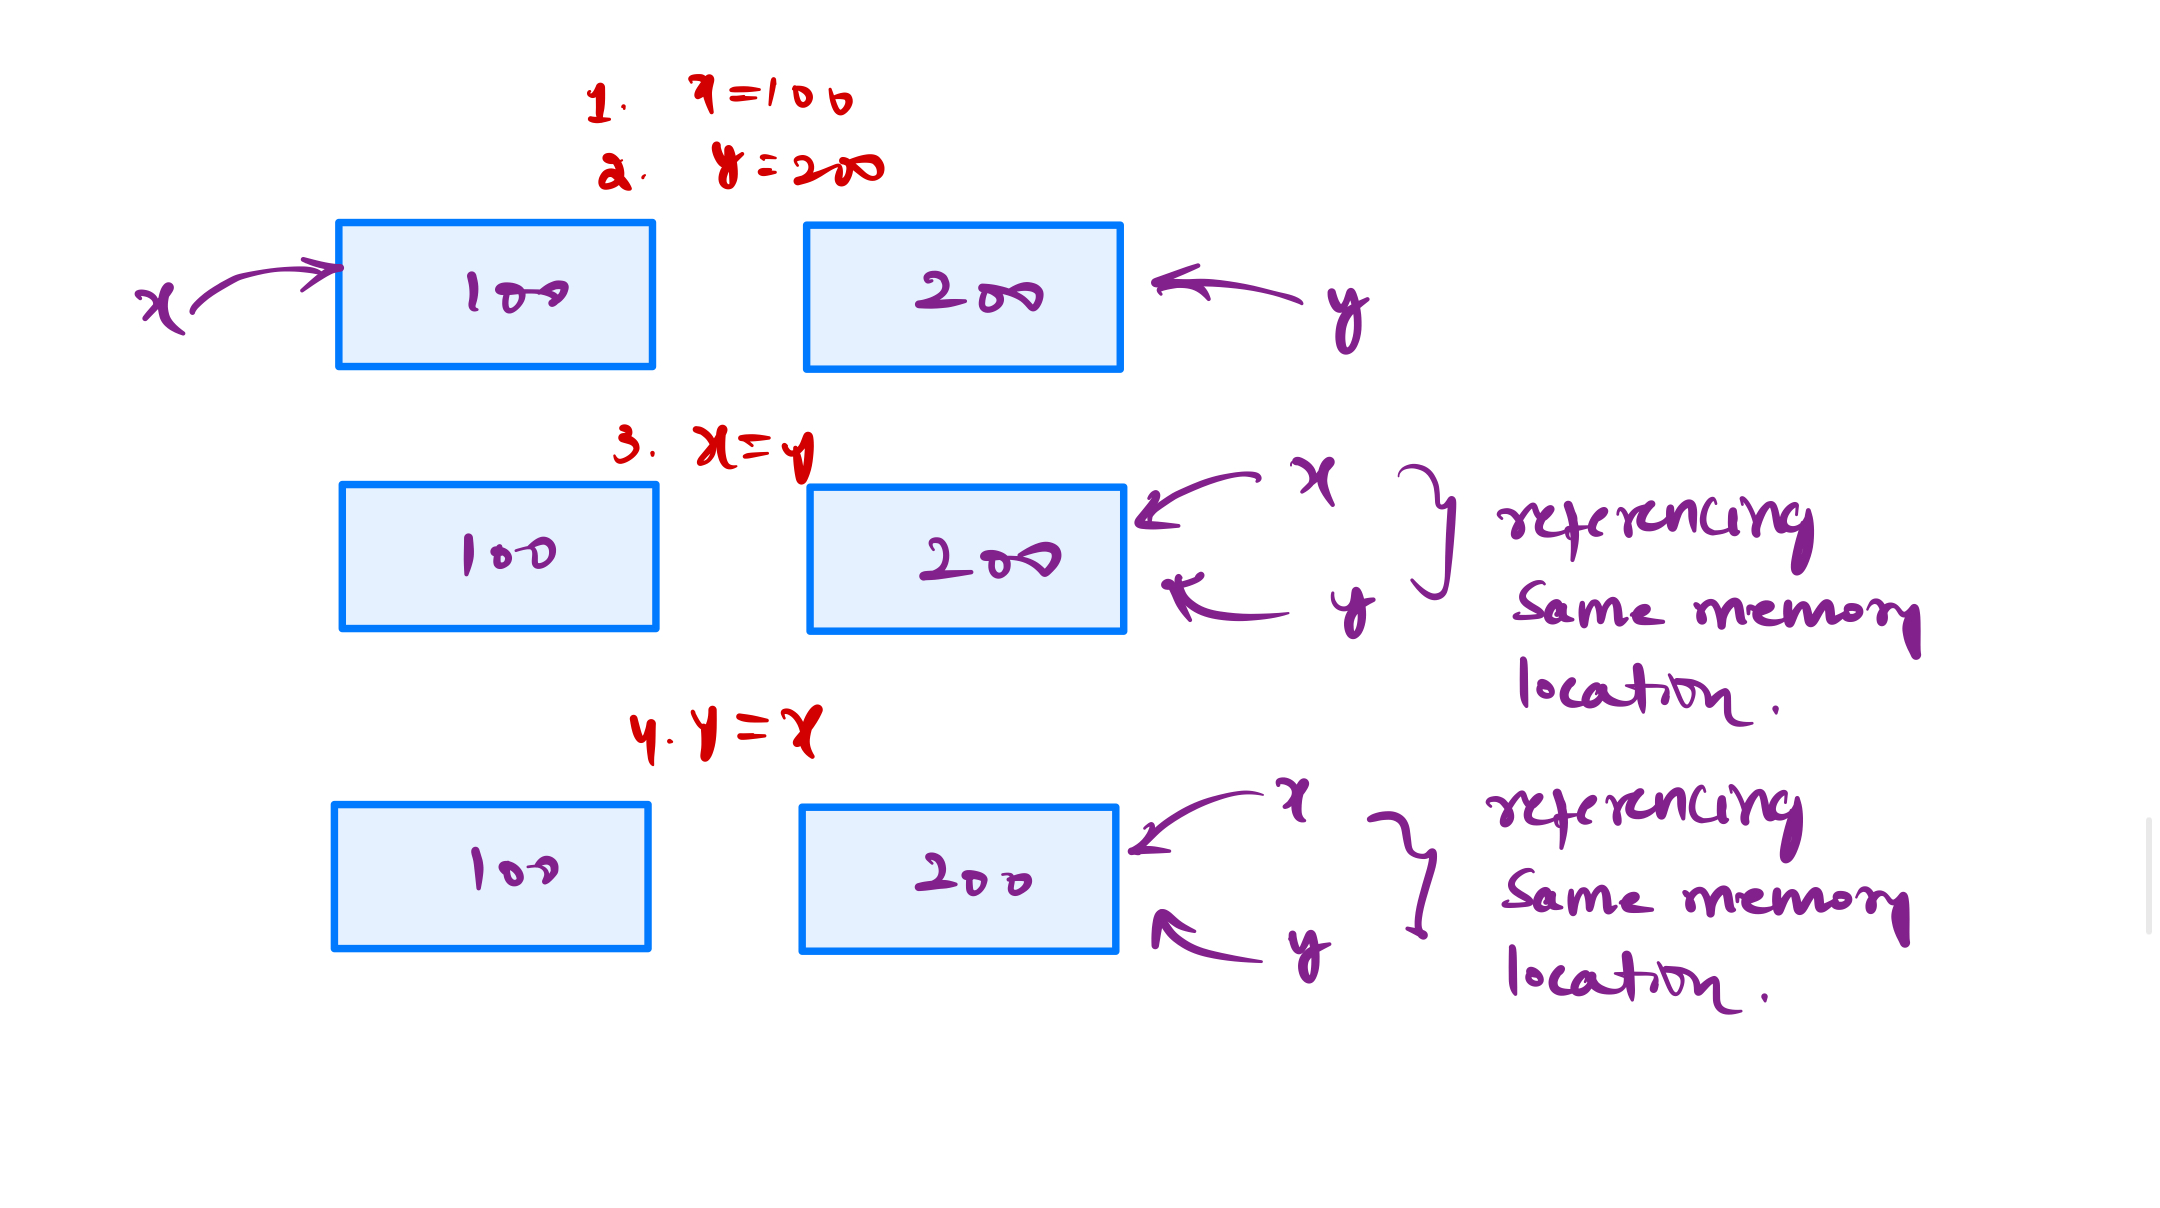 1. x=100
2. y=200
x 100 200 y
3. x=y
100 200 x y referencing
same memory
location.
4. y=x
100 200 x y referencing
same memory
location.